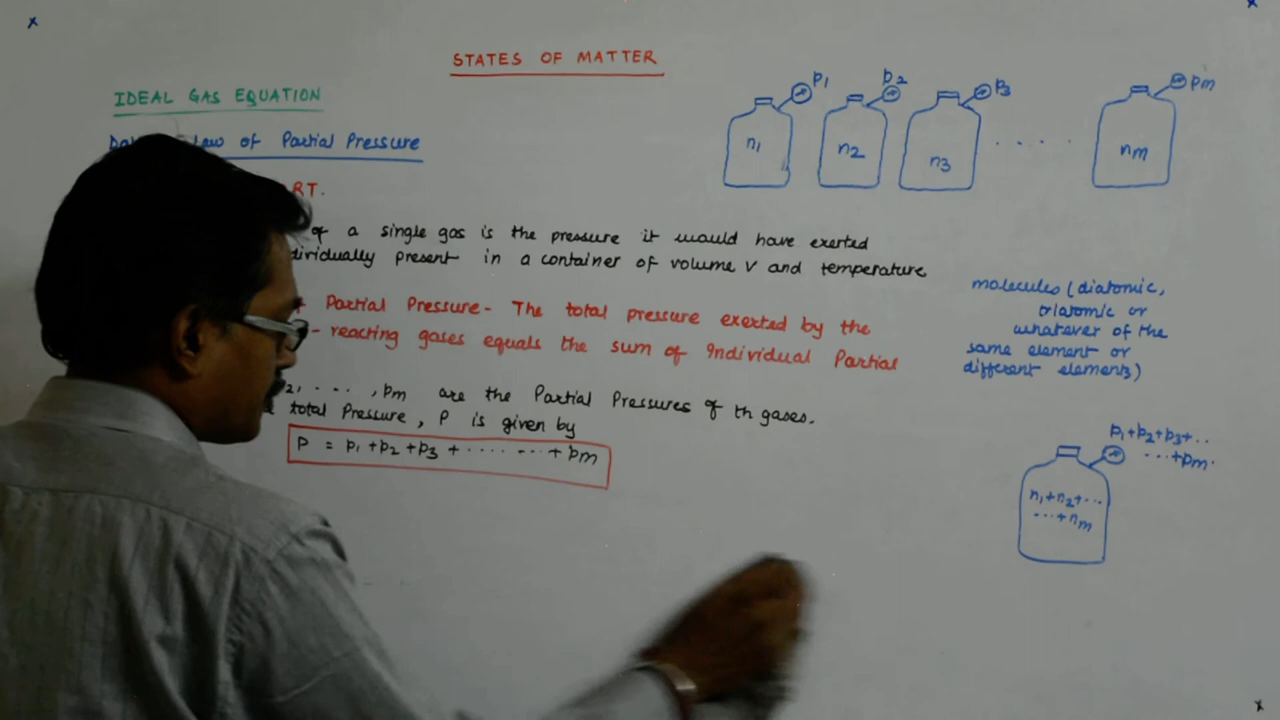 STATES OF MATTER
IDEAL GAS EQUATION
Law of Partial Pressure
RT.
of a single gas is the pressure it would have exerted
dividually present in a container of volume V and temperature
Partial Pressure - The total pressure exerted by the
- reacting gases equals the sum of Individual Partial
2, ...., pm are the Partial Pressures of th gases.
total Pressure, P is given by
P = p1 + p2 + p3 + ........ + pm
p1
p2
p3
pm
n1
n2
n3
. . . .
nm
molecules (diatomic,
triatomic or
whatever of the
same element or
different elements)
p1+p2+p3+..
...+pm.
n1+n2+...
...+nm